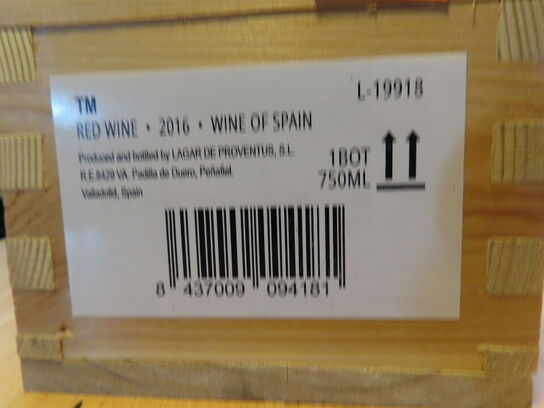 L-19918
TM
RED WINE • 2016 • WINE OF SPAIN
Produced and bottled by LAGAR DE PROVENTUS, S.L.
R.E.8428 VA, Padilla de Duero, Peñafiel,
Valladolid, Spain
1BOT
750ML
8 437009 094181